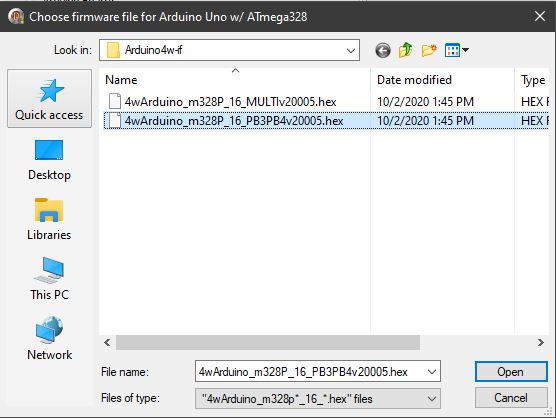 Choose firmware file for Arduino Uno w/ ATmega328
Look in: Arduino4w-if
Name Date modified Type
4wArduino_m328P_16_MULTIv20005.hex 10/2/2020 1:45 PM HEX F
4wArduino_m328P_16_PB3PB4v20005.hex 10/2/2020 1:45 PM HEX F
Quick access
Desktop
Libraries
This PC
Network
File name: 4wArduino_m328P_16_PB3PB4v20005.hex Open
Files of type: "4wArduino_m328p*_16_*.hex" files Cancel